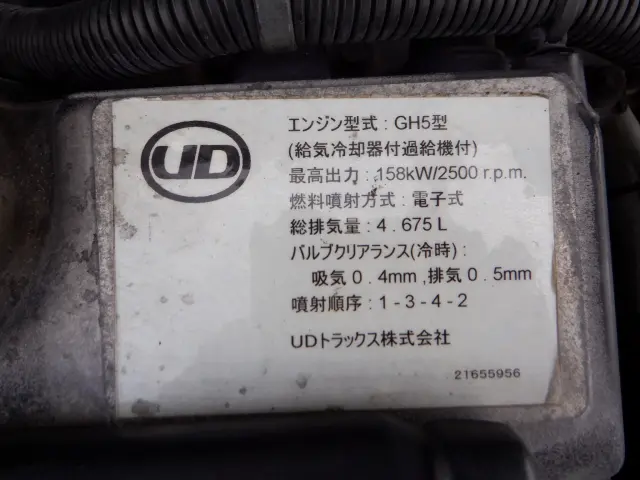 UD
エンジン型式 : GH5型
(給気冷却器付過給機付)
最高出力 : 158kW/2500 r.p.m.
燃料噴射方式 : 電子式
総排気量 : 4 . 675 L
バルブクリアランス(冷時) :
吸気 0 . 4mm , 排気 0 . 5mm
噴射順序 : 1 - 3 - 4 - 2
UDトラックス株式会社
21655956